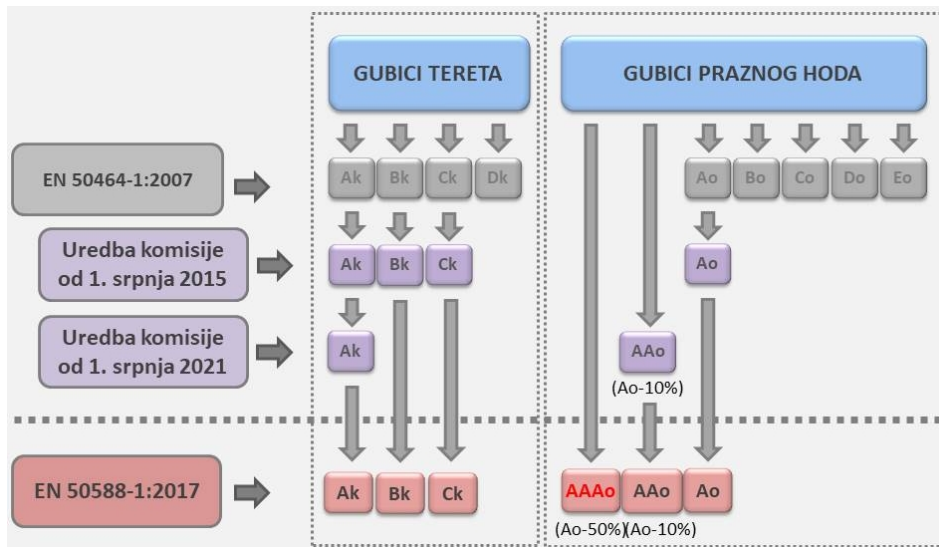 GUBICI TERETA
GUBICI PRAZNOG HODA
EN 50464-1:2007
Ak Bk Ck Dk
Ao Bo Co Do Eo
Uredba komisije
od 1. srpnja 2015
Ak Bk Ck
Ao
Uredba komisije
od 1. srpnja 2021
Ak
AAo
(Ao-10%)
EN 50588-1:2017
Ak Bk Ck
AAAo AAo Ao
(Ao-50%)(Ao-10%)